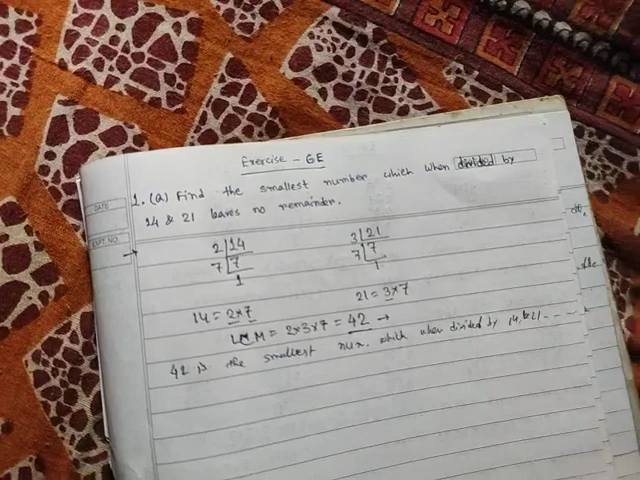 Exercise - 6E
DATE
1. (a) Find the smallest number which when divided by
14 & 21 leaves no remainder.
EXPT. NO.
2 | 14
7 | 7
1
3 | 21
7 | 7
1
14 = 2×7
21 = 3×7
LCM = 2×3×7 = 42 →
42 is the smallest num. which when divided by 14, & 21 - - - -